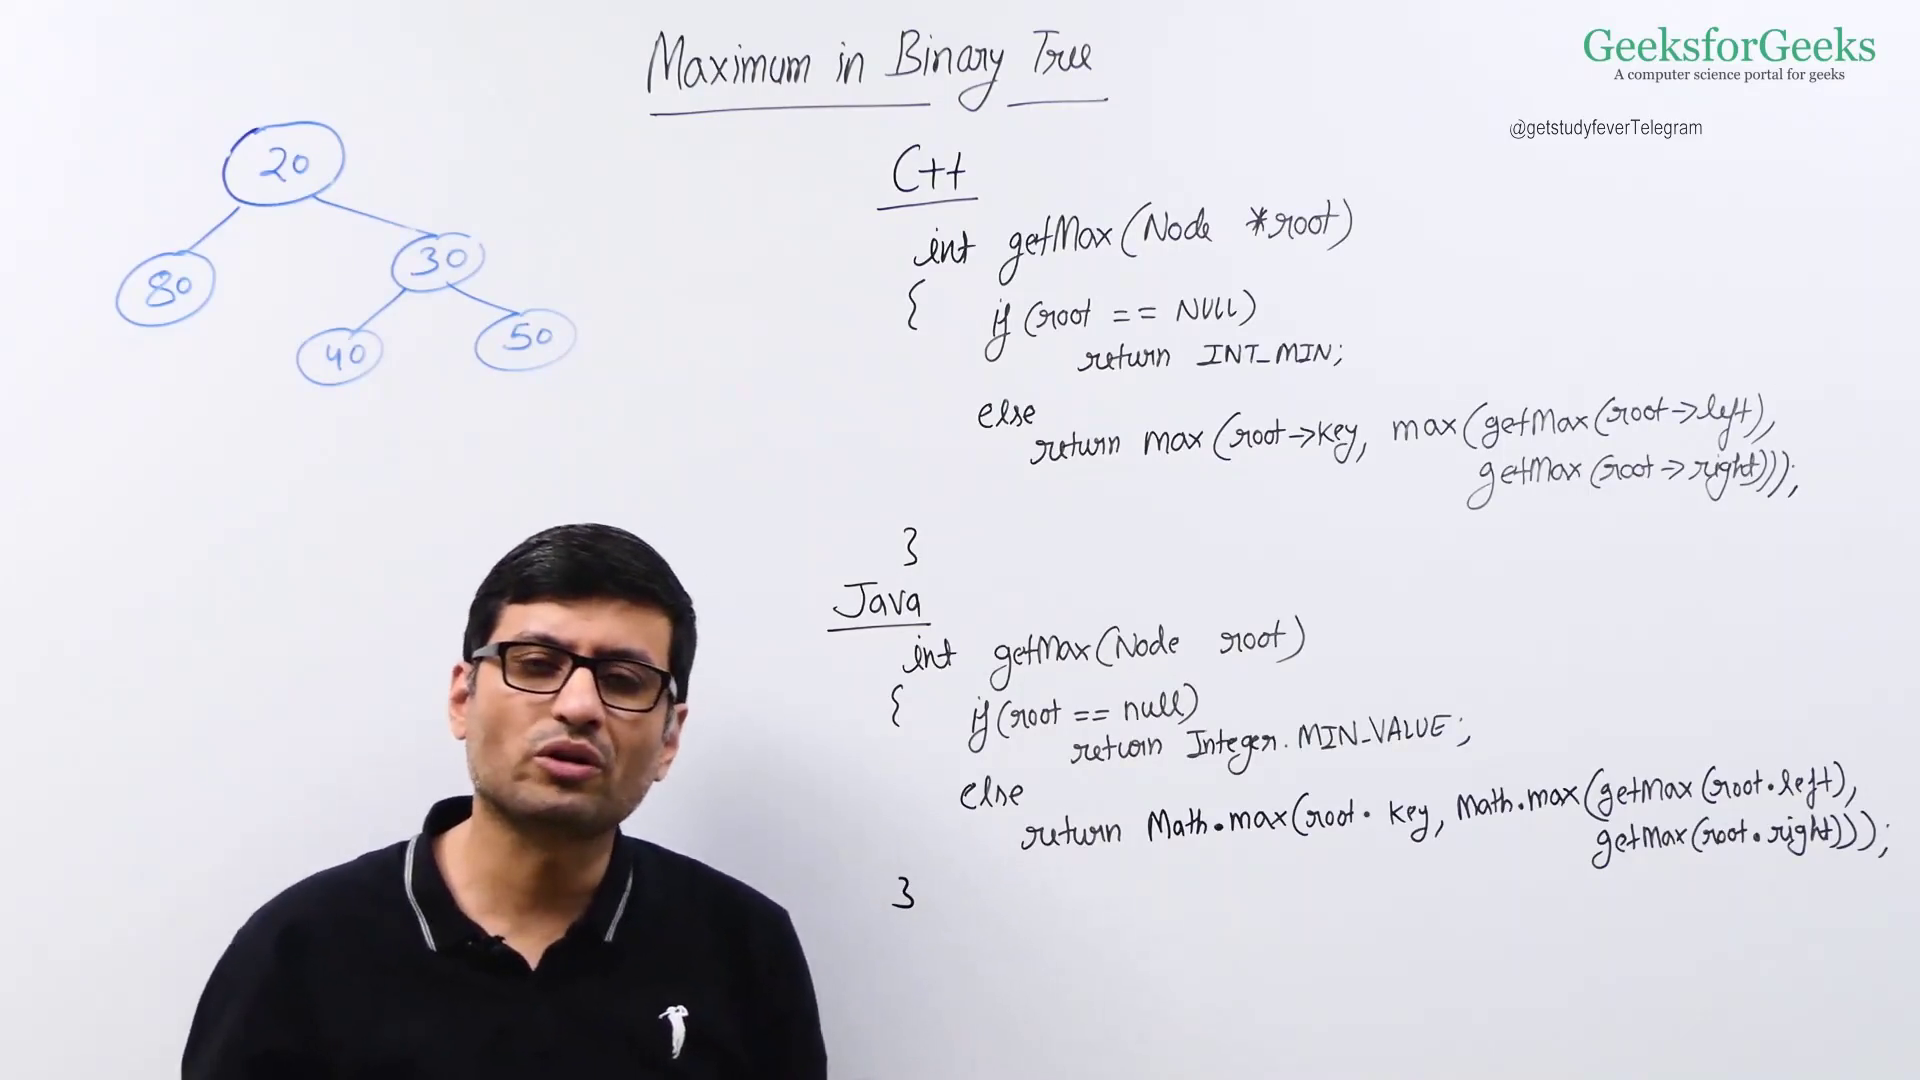 Maximum in Binary Tree
GeeksforGeeks
A computer science portal for geeks
@getstudyfeverTelegram
20
80
30
40
50
C++
int getMax(Node *root)
{ if (root == NULL)
return INT_MIN;
else
return max (root->key, max(getMax(root->left),
getMax(root->right)));
}
Java
int getMax(Node root)
{ if(root == null)
return Integer.MIN_VALUE;
else
return Math.max(root.key, Math.max(getMax(root.left),
getMax(root.right)));
}